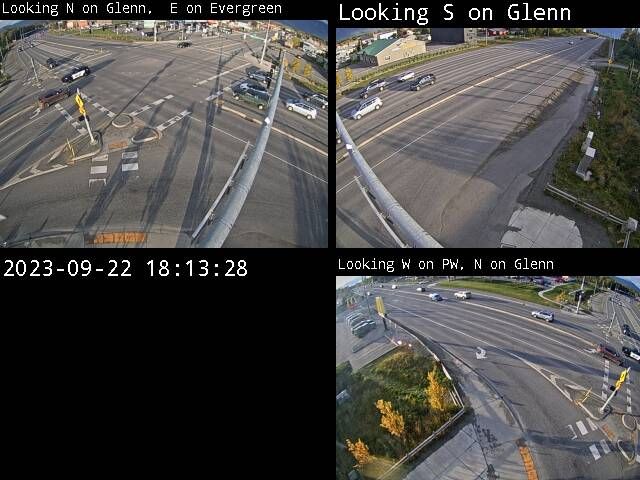 Looking N on Glenn,  E on Evergreen
Looking S on Glenn
2023-09-22 18:13:28
Looking W on PW, N on Glenn